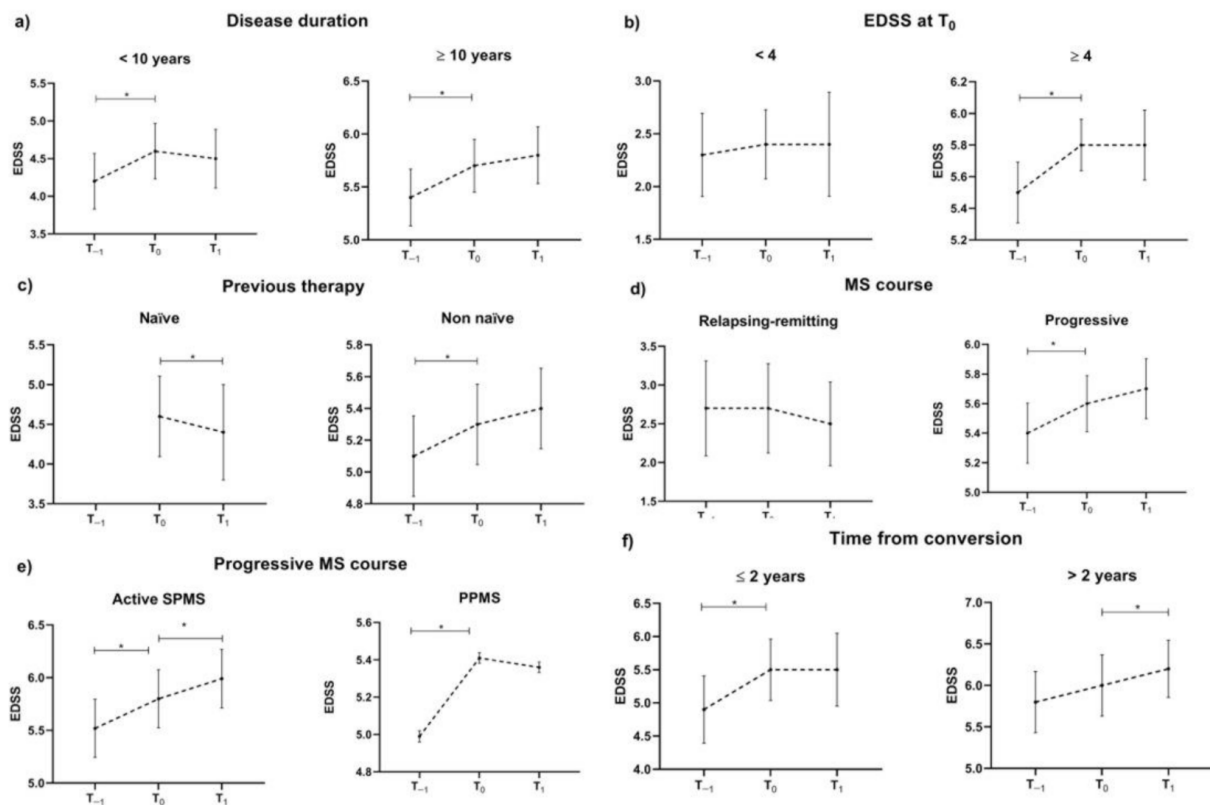 a) Disease duration
< 10 years
EDSS
5.5
5.0
4.5
4.0
3.5
*
T₋₁ T₀ T₁
≥ 10 years
EDSS
6.5
6.0
5.5
5.0
*
T₋₁ T₀ T₁
b) EDSS at T₀
< 4
EDSS
3.0
2.7
2.3
1.9
1.5
T₋₁ T₀ T₁
≥ 4
EDSS
6.2
6.0
5.8
5.6
5.4
5.2
*
T₋₁ T₀ T₁
c) Previous therapy
Naïve
EDSS
5.5
5.0
4.5
4.0
3.5
*
T₋₁ T₀ T₁
Non naïve
EDSS
5.8
5.6
5.4
5.2
5.0
4.8
*
T₋₁ T₀ T₁
d) MS course
Relapsing-remitting
EDSS
3.5
3.0
2.5
2.0
1.5
Progressive
EDSS
6.0
5.8
5.6
5.4
5.2
5.0
*
T₋₁ T₀ T₁
e) Progressive MS course
Active SPMS
EDSS
6.5
6.0
5.5
5.0
* *
T₋₁ T₀ T₁
PPMS
EDSS
5.6
5.4
5.2
5.0
4.8
*
T₋₁ T₀ T₁
f) Time from conversion
≤ 2 years
EDSS
6.5
6.0
5.5
5.0
4.5
4.0
*
T₋₁ T₀ T₁
> 2 years
EDSS
7.0
6.5
6.0
5.5
5.0
*
T₋₁ T₀ T₁